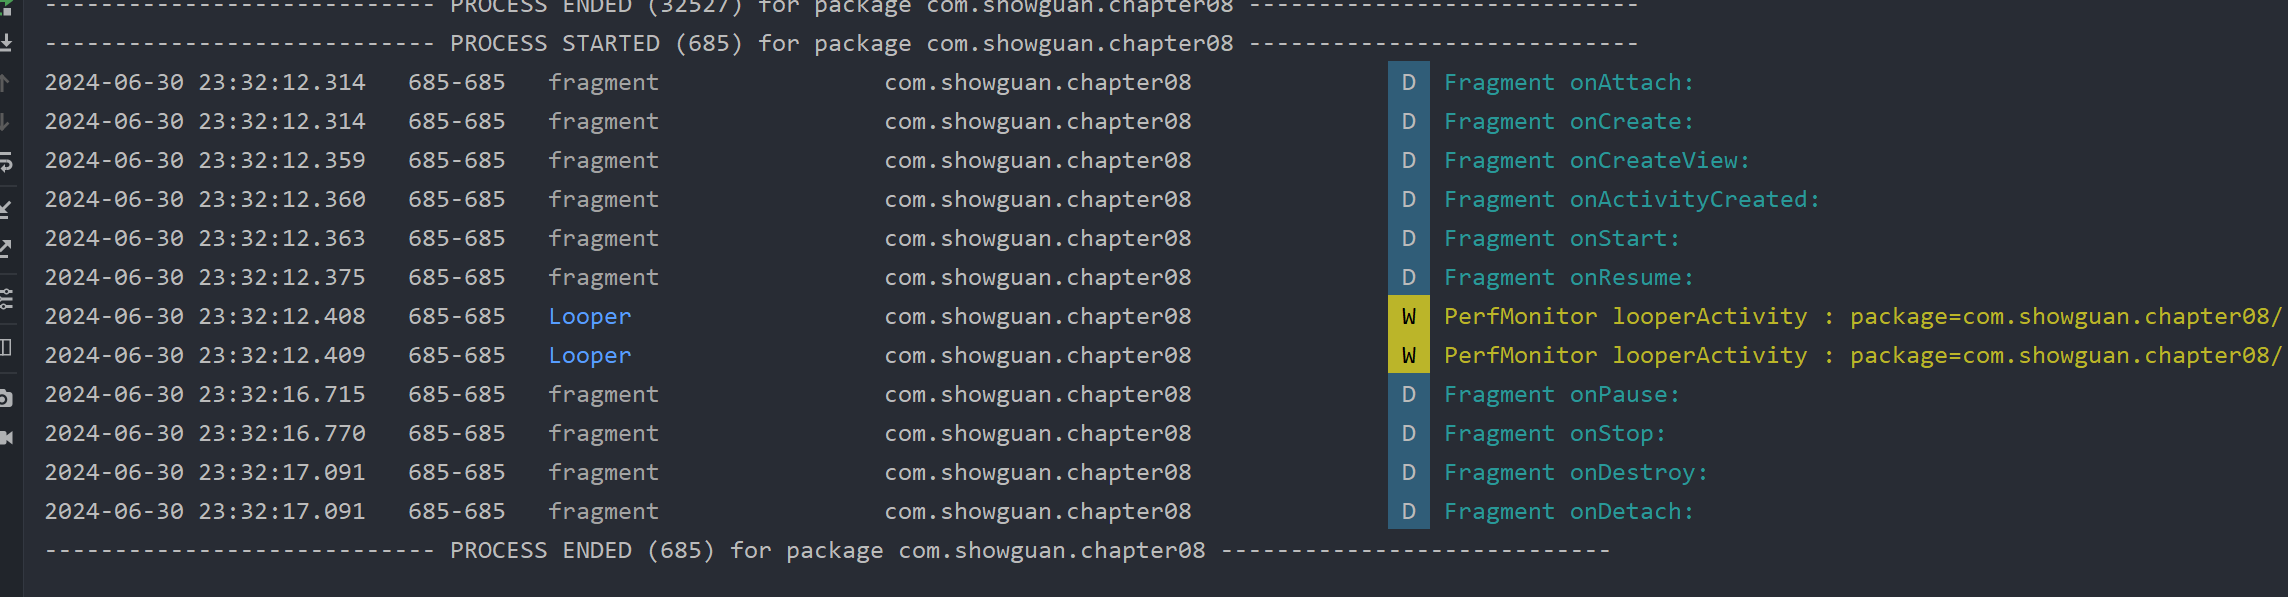 ---------------------------- PROCESS ENDED (32527) for package com.showguan.chapter08 ----------------------------
---------------------------- PROCESS STARTED (685) for package com.showguan.chapter08 ----------------------------
2024-06-30 23:32:12.314 685-685 fragment com.showguan.chapter08 D Fragment onAttach:
2024-06-30 23:32:12.314 685-685 fragment com.showguan.chapter08 D Fragment onCreate:
2024-06-30 23:32:12.359 685-685 fragment com.showguan.chapter08 D Fragment onCreateView:
2024-06-30 23:32:12.360 685-685 fragment com.showguan.chapter08 D Fragment onActivityCreated:
2024-06-30 23:32:12.363 685-685 fragment com.showguan.chapter08 D Fragment onStart:
2024-06-30 23:32:12.375 685-685 fragment com.showguan.chapter08 D Fragment onResume:
2024-06-30 23:32:12.408 685-685 Looper com.showguan.chapter08 W PerfMonitor looperActivity : package=com.showguan.chapter08/
2024-06-30 23:32:12.409 685-685 Looper com.showguan.chapter08 W PerfMonitor looperActivity : package=com.showguan.chapter08/
2024-06-30 23:32:16.715 685-685 fragment com.showguan.chapter08 D Fragment onPause:
2024-06-30 23:32:16.770 685-685 fragment com.showguan.chapter08 D Fragment onStop:
2024-06-30 23:32:17.091 685-685 fragment com.showguan.chapter08 D Fragment onDestroy:
2024-06-30 23:32:17.091 685-685 fragment com.showguan.chapter08 D Fragment onDetach:
---------------------------- PROCESS ENDED (685) for package com.showguan.chapter08 ----------------------------